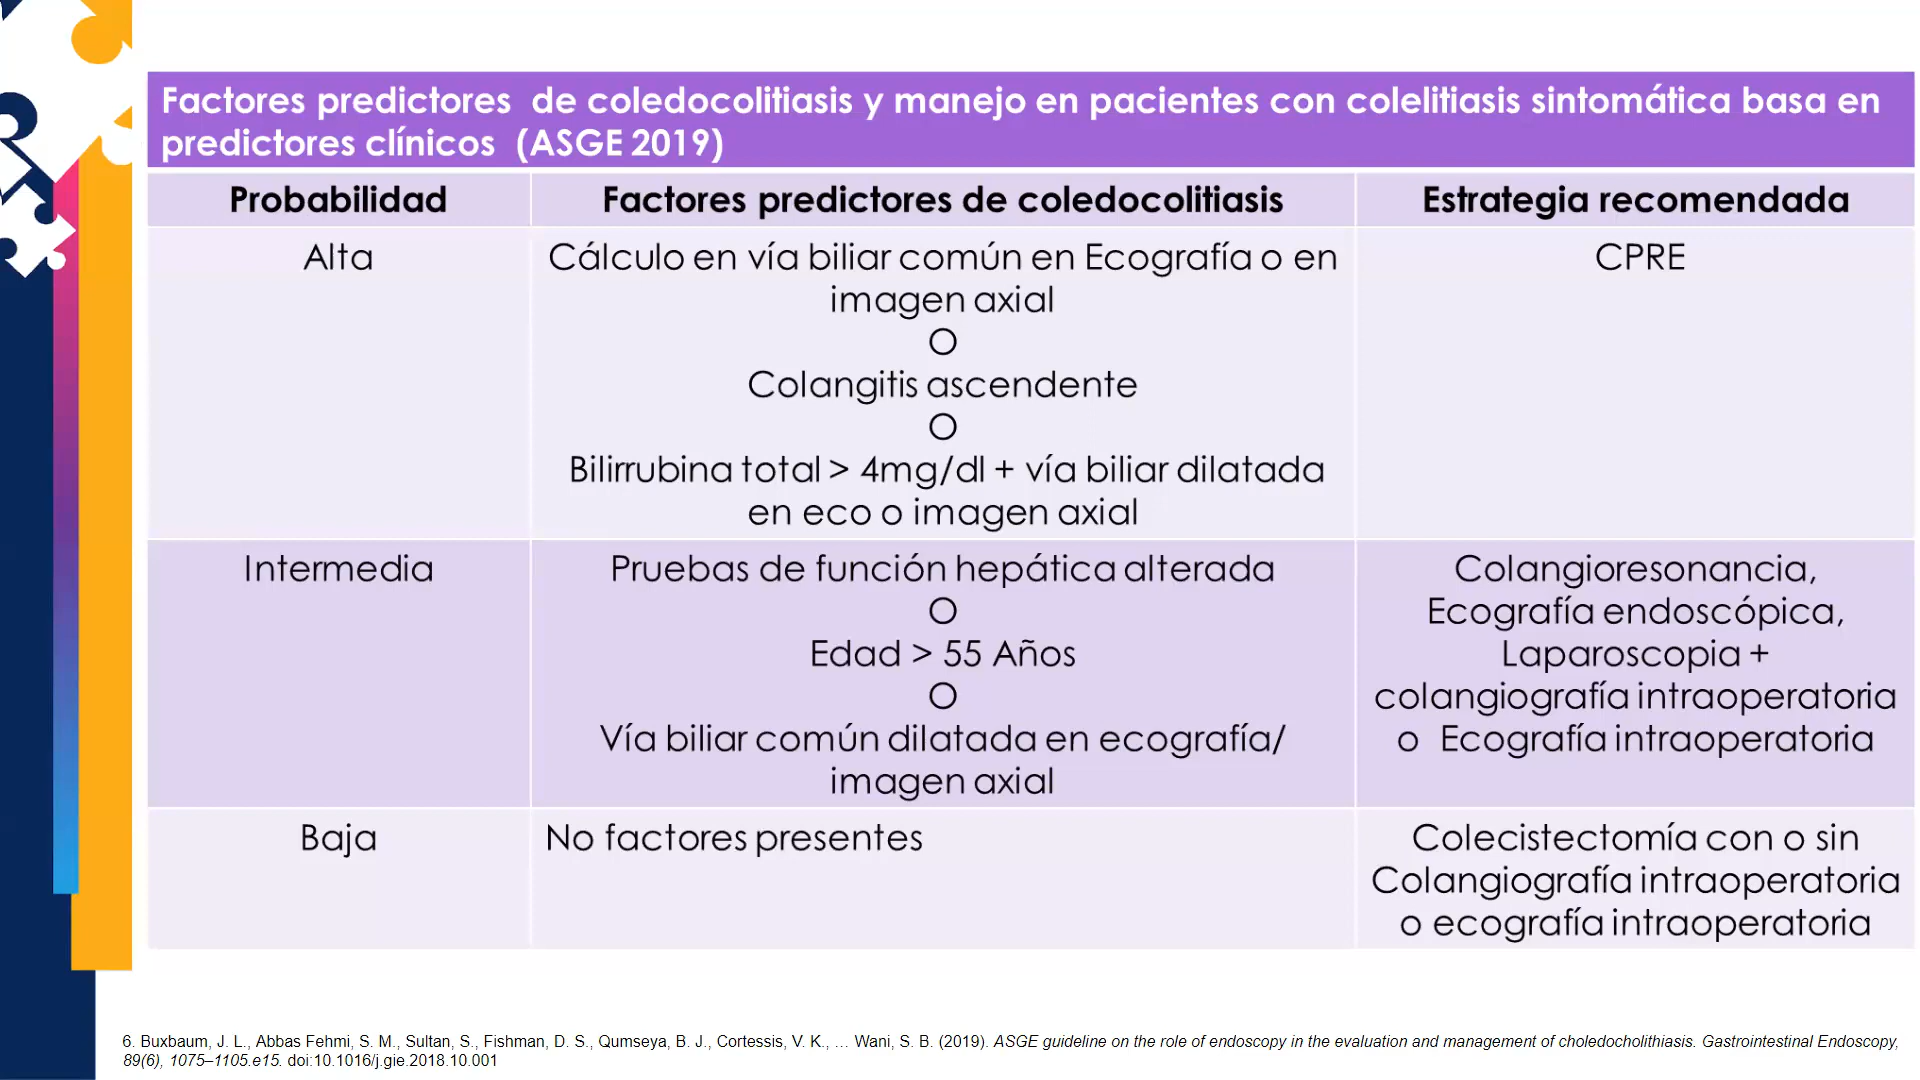 Factores predictores de coledocolitiasis y manejo en pacientes con colelitiasis sintomática basa en
predictores clínicos (ASGE 2019)
Probabilidad
Factores predictores de coledocolitiasis
Estrategia recomendada
Alta
Cálculo en vía biliar común en Ecografía o en
imagen axial
O
Colangitis ascendente
O
Bilirrubina total > 4mg/dl + vía biliar dilatada
en eco o imagen axial
CPRE
Intermedia
Pruebas de función hepática alterada
O
Edad > 55 Años
O
Vía biliar común dilatada en ecografía/
imagen axial
Colangioresonancia,
Ecografía endoscópica,
Laparoscopia +
colangiografía intraoperatoria
o Ecografía intraoperatoria
Baja
No factores presentes
Colecistectomía con o sin
Colangiografía intraoperatoria
o ecografía intraoperatoria
6. Buxbaum, J. L., Abbas Fehmi, S. M., Sultan, S., Fishman, D. S., Qumseya, B. J., Cortessis, V. K., … Wani, S. B. (2019). ASGE guideline on the role of endoscopy in the evaluation and management of choledocholithiasis. Gastrointestinal Endoscopy,
89(6), 1075–1105.e15. doi:10.1016/j.gie.2018.10.001